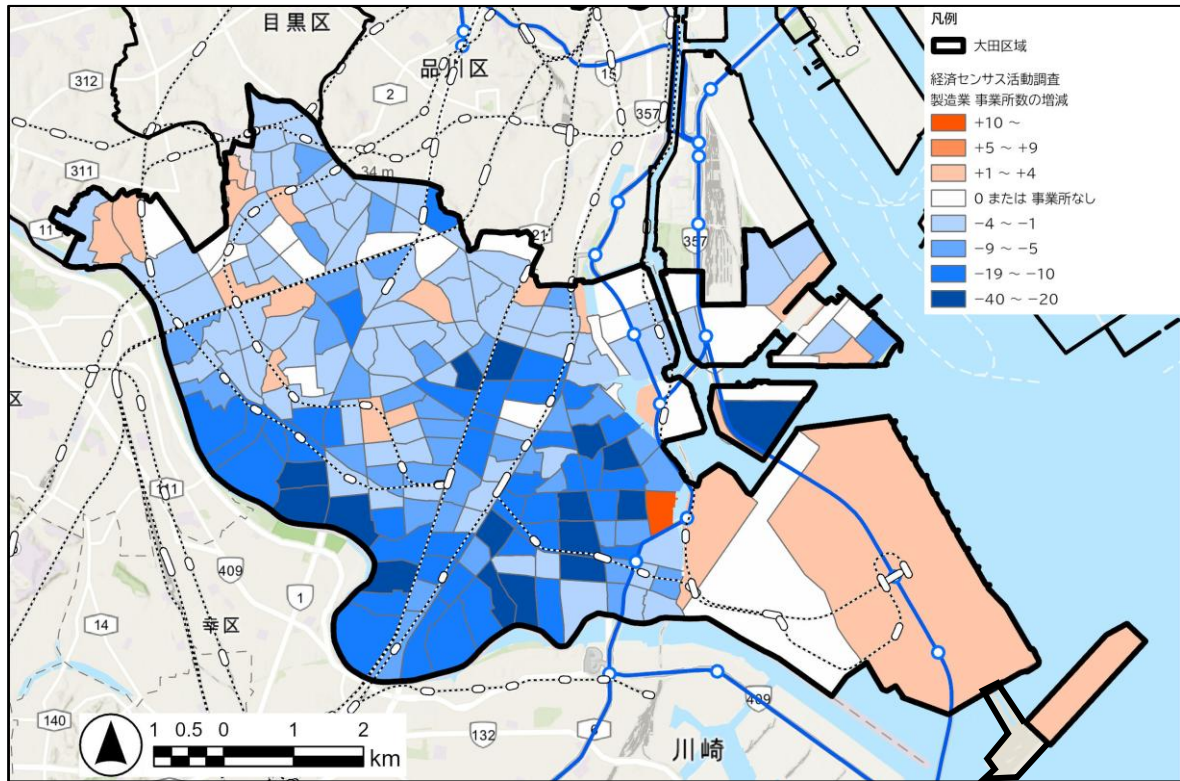 目黒区
312
品川区
2
15
357
311
34 m
11
21
357
区
111
409
1
14
幸区
140
132
6
409
川崎
凡例
大田区域
経済センサス活動調査
製造業 事業所数の増減
+10 ~
+5 ~ +9
+1 ~ +4
0 または 事業所なし
−4 ~ −1
−9 ~ −5
−19 ~ −10
−40 ~ −20
1 0.5 0 1 2
km